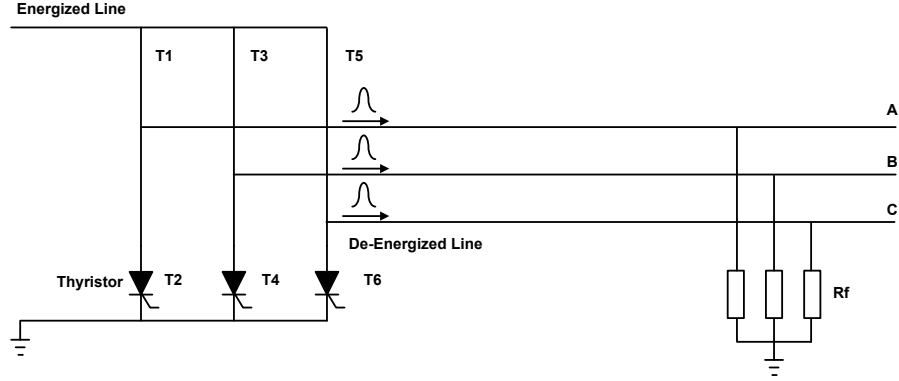 Energized Line
T1
T3
T5
A
B
C
De-Energized Line
Thyristor
T2
T4
T6
Rf